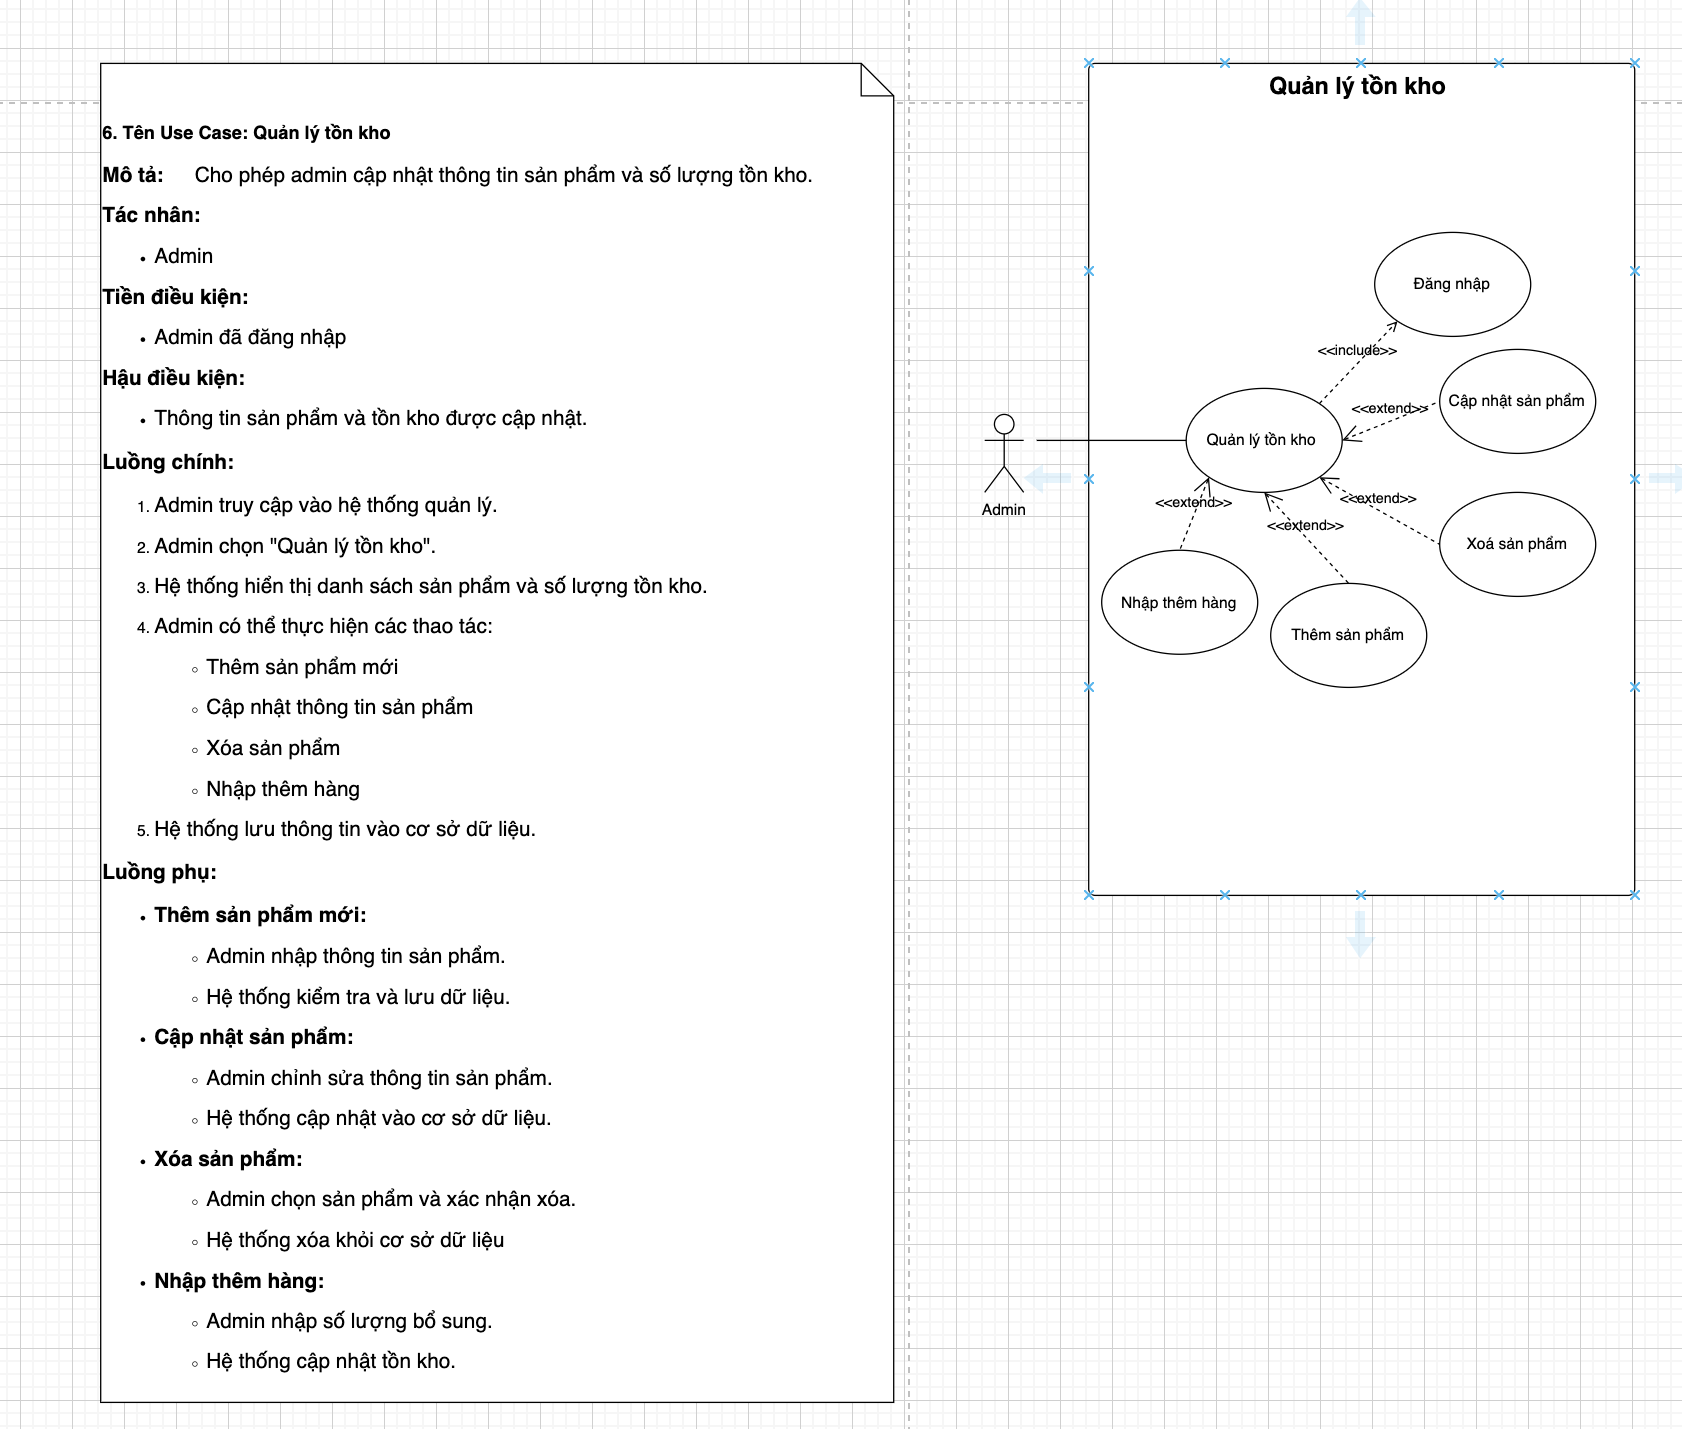 6. Tên Use Case: Quản lý tồn kho
Mô tả: Cho phép admin cập nhật thông tin sản phẩm và số lượng tồn kho.
Tác nhân:
• Admin
Tiền điều kiện:
• Admin đã đăng nhập
Hậu điều kiện:
• Thông tin sản phẩm và tồn kho được cập nhật.
Luồng chính:
1. Admin truy cập vào hệ thống quản lý.
2. Admin chọn "Quản lý tồn kho".
3. Hệ thống hiển thị danh sách sản phẩm và số lượng tồn kho.
4. Admin có thể thực hiện các thao tác:
○ Thêm sản phẩm mới
○ Cập nhật thông tin sản phẩm
○ Xóa sản phẩm
○ Nhập thêm hàng
5. Hệ thống lưu thông tin vào cơ sở dữ liệu.
Luồng phụ:
• Thêm sản phẩm mới:
○ Admin nhập thông tin sản phẩm.
○ Hệ thống kiểm tra và lưu dữ liệu.
• Cập nhật sản phẩm:
○ Admin chỉnh sửa thông tin sản phẩm.
○ Hệ thống cập nhật vào cơ sở dữ liệu.
• Xóa sản phẩm:
○ Admin chọn sản phẩm và xác nhận xóa.
○ Hệ thống xóa khỏi cơ sở dữ liệu
• Nhập thêm hàng:
○ Admin nhập số lượng bổ sung.
○ Hệ thống cập nhật tồn kho.
Quản lý tồn kho
Đăng nhập
<<include>>
Cập nhật sản phẩm
<<extend>>
Quản lý tồn kho
Admin
<<extend>>
<<extend>>
<<extend>>
Xoá sản phẩm
Nhập thêm hàng
Thêm sản phẩm